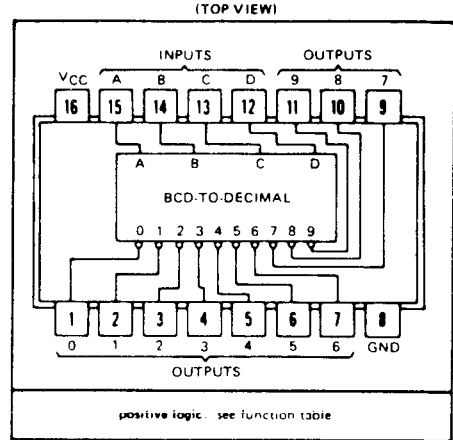 (TOP VIEW)
INPUTS OUTPUTS
VCC A B C D 9 8 7
16 15 14 13 12 11 10 9
A B C D
BCD-TO-DECIMAL
0 1 2 3 4 5 6 7 8 9
1 2 3 4 5 6 7 8
0 1 2 3 4 5 6 GND
OUTPUTS
positive logic. see function table